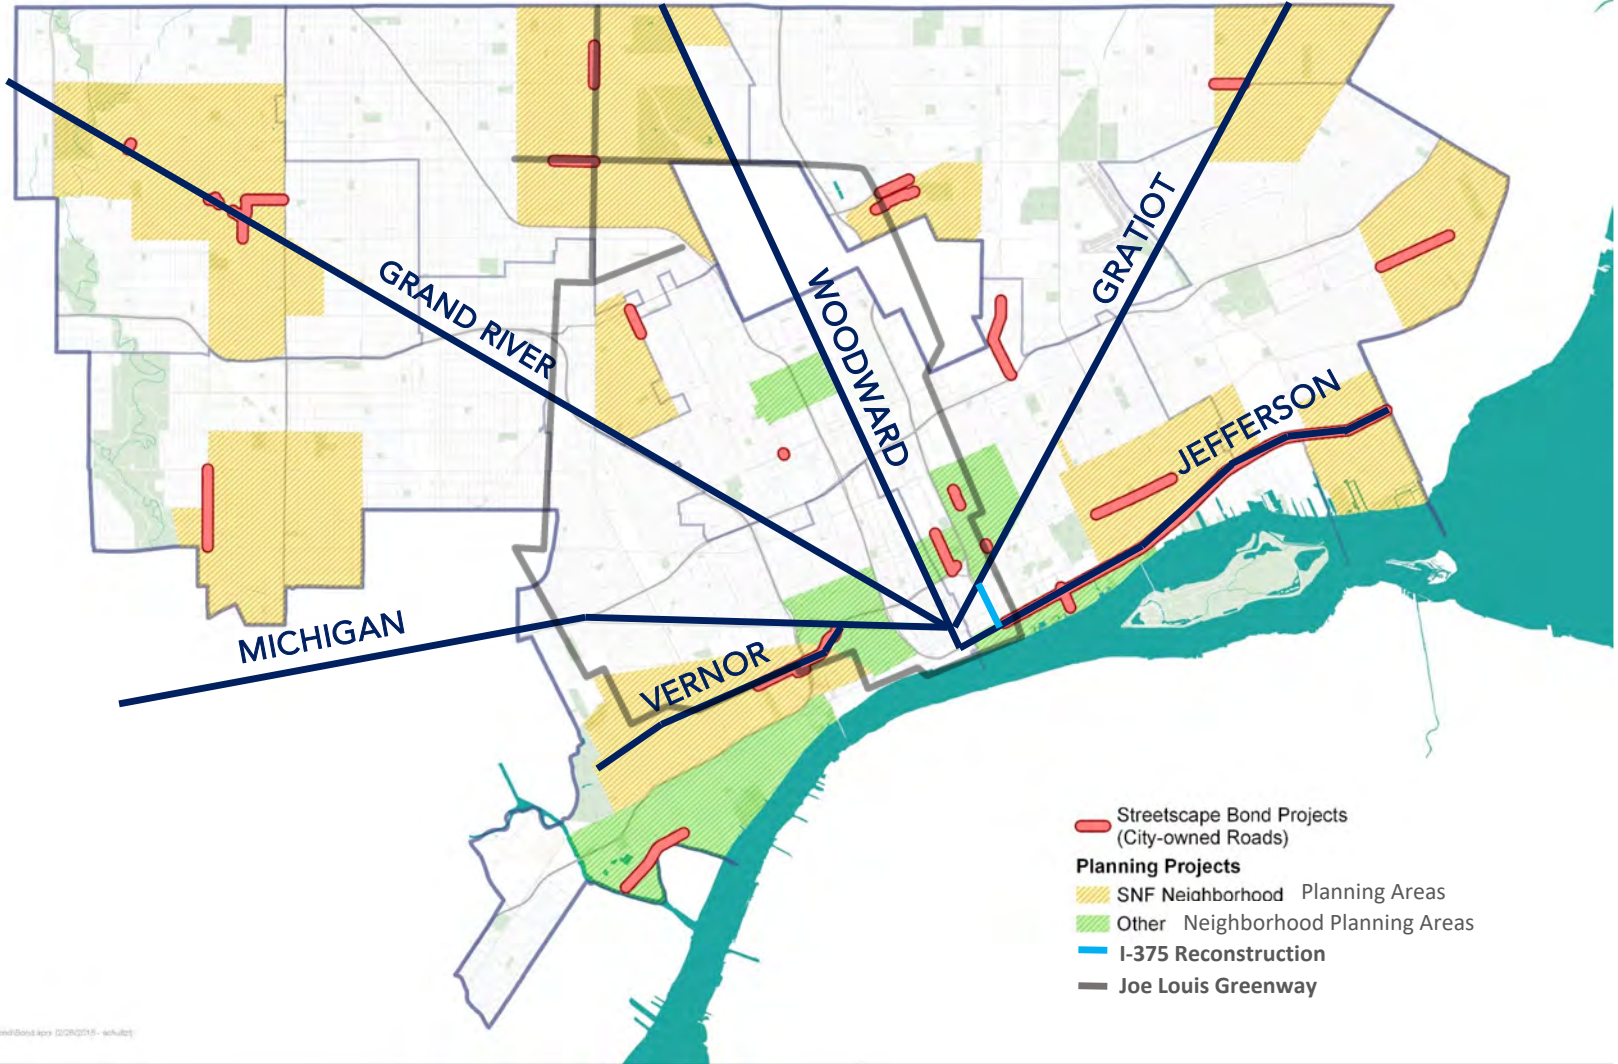 GRAND RIVER
WOODWARD
GRATIOT
JEFFERSON
MICHIGAN
VERNOR
Streetscape Bond Projects
(City-owned Roads)
Planning Projects
SNF Neighborhood Planning Areas
Other Neighborhood Planning Areas
I-375 Reconstruction
Joe Louis Greenway